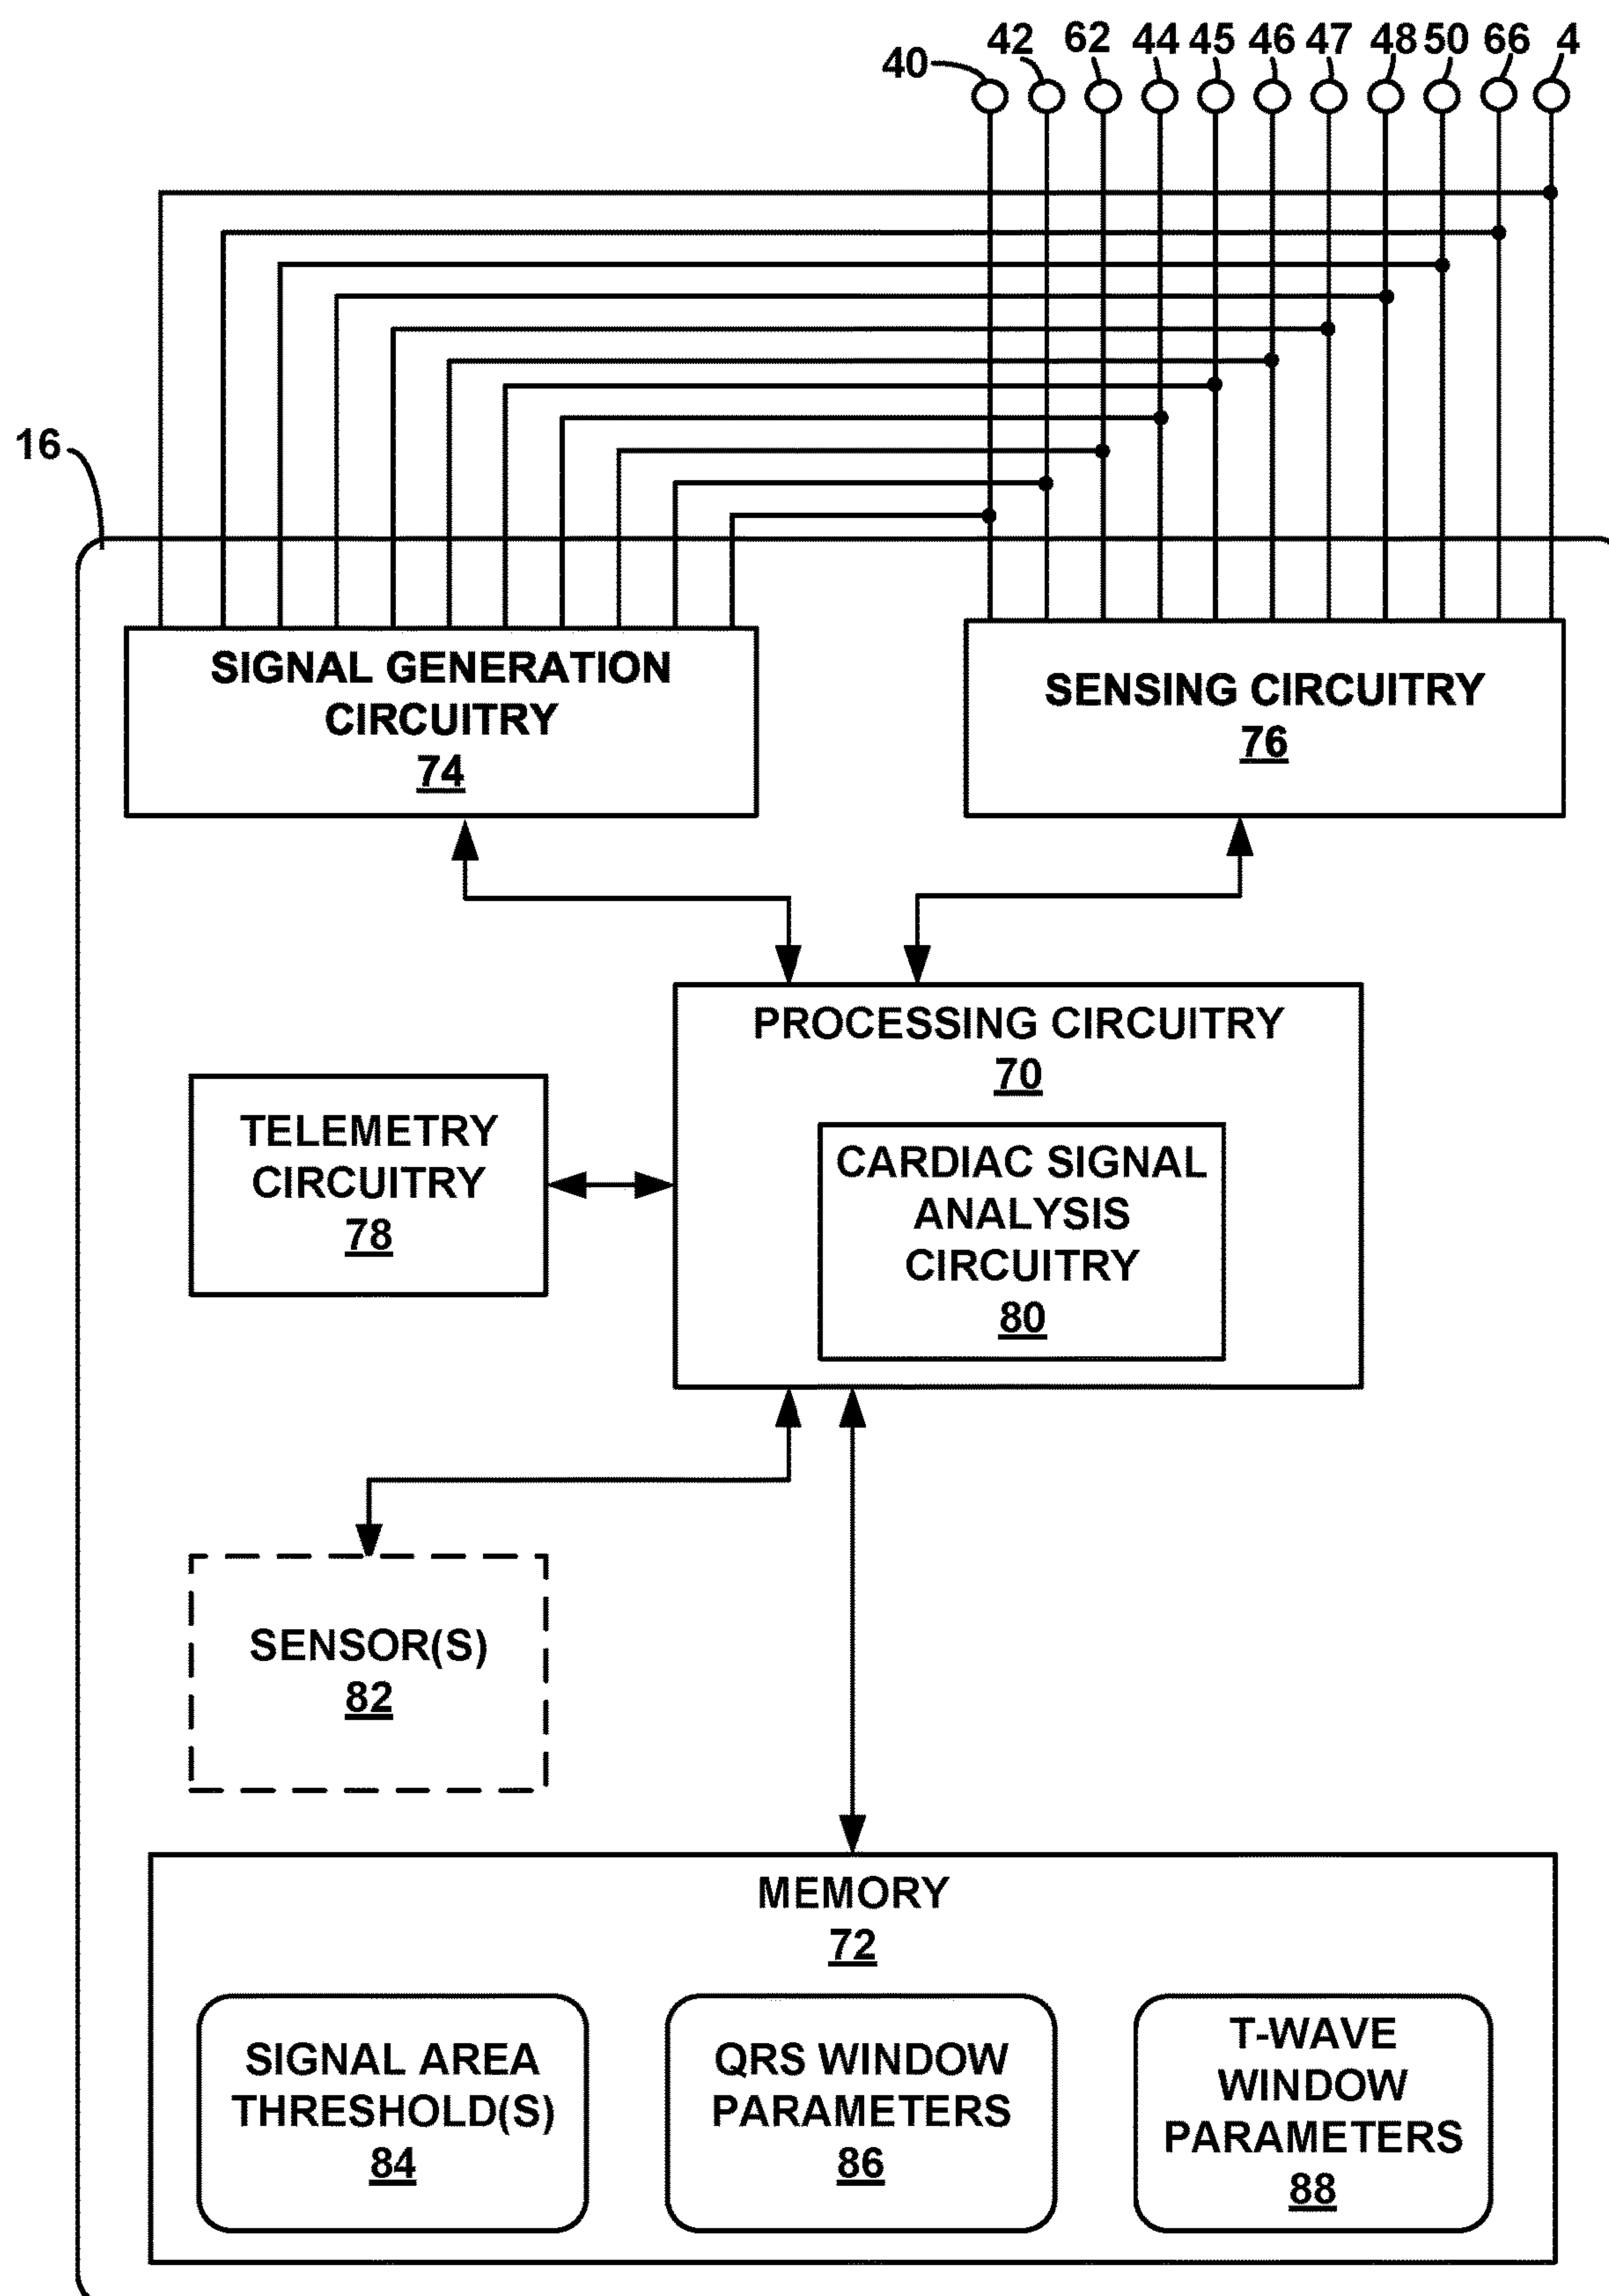 40 42 62 44 45 46 47 48 50 66 4
16
SIGNAL GENERATION
CIRCUITRY
74
SENSING CIRCUITRY
76
PROCESSING CIRCUITRY
70
TELEMETRY
CIRCUITRY
78
CARDIAC SIGNAL
ANALYSIS
CIRCUITRY
80
SENSOR(S)
82
MEMORY
72
SIGNAL AREA
THRESHOLD(S)
84
QRS WINDOW
PARAMETERS
86
T-WAVE
WINDOW
PARAMETERS
88